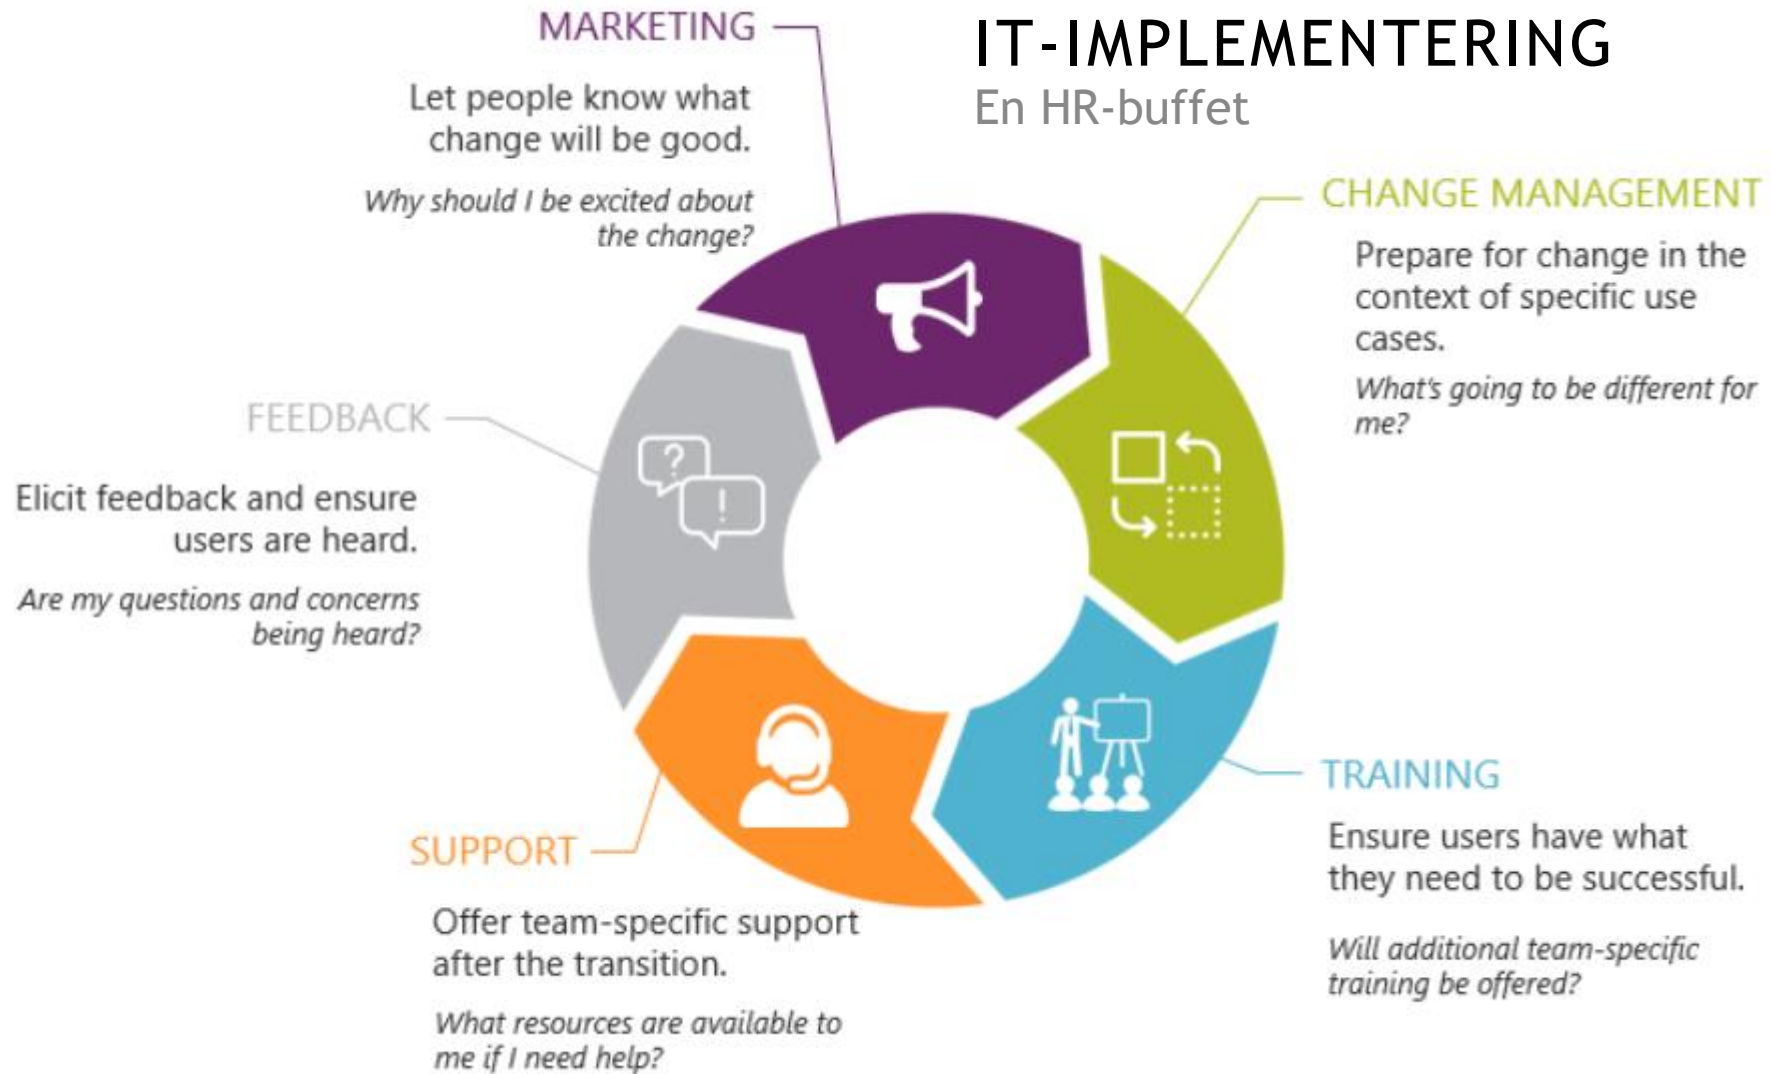 IT-IMPLEMENTERING
En HR-buffet
MARKETING
Let people know what
change will be good.
Why should I be excited about
the change?
CHANGE MANAGEMENT
Prepare for change in the
context of specific use
cases.
What's going to be different for
me?
TRAINING
Ensure users have what
they need to be successful.
Will additional team-specific
training be offered?
SUPPORT
Offer team-specific support
after the transition.
What resources are available to
me if I need help?
FEEDBACK
Elicit feedback and ensure
users are heard.
Are my questions and concerns
being heard?
?
!